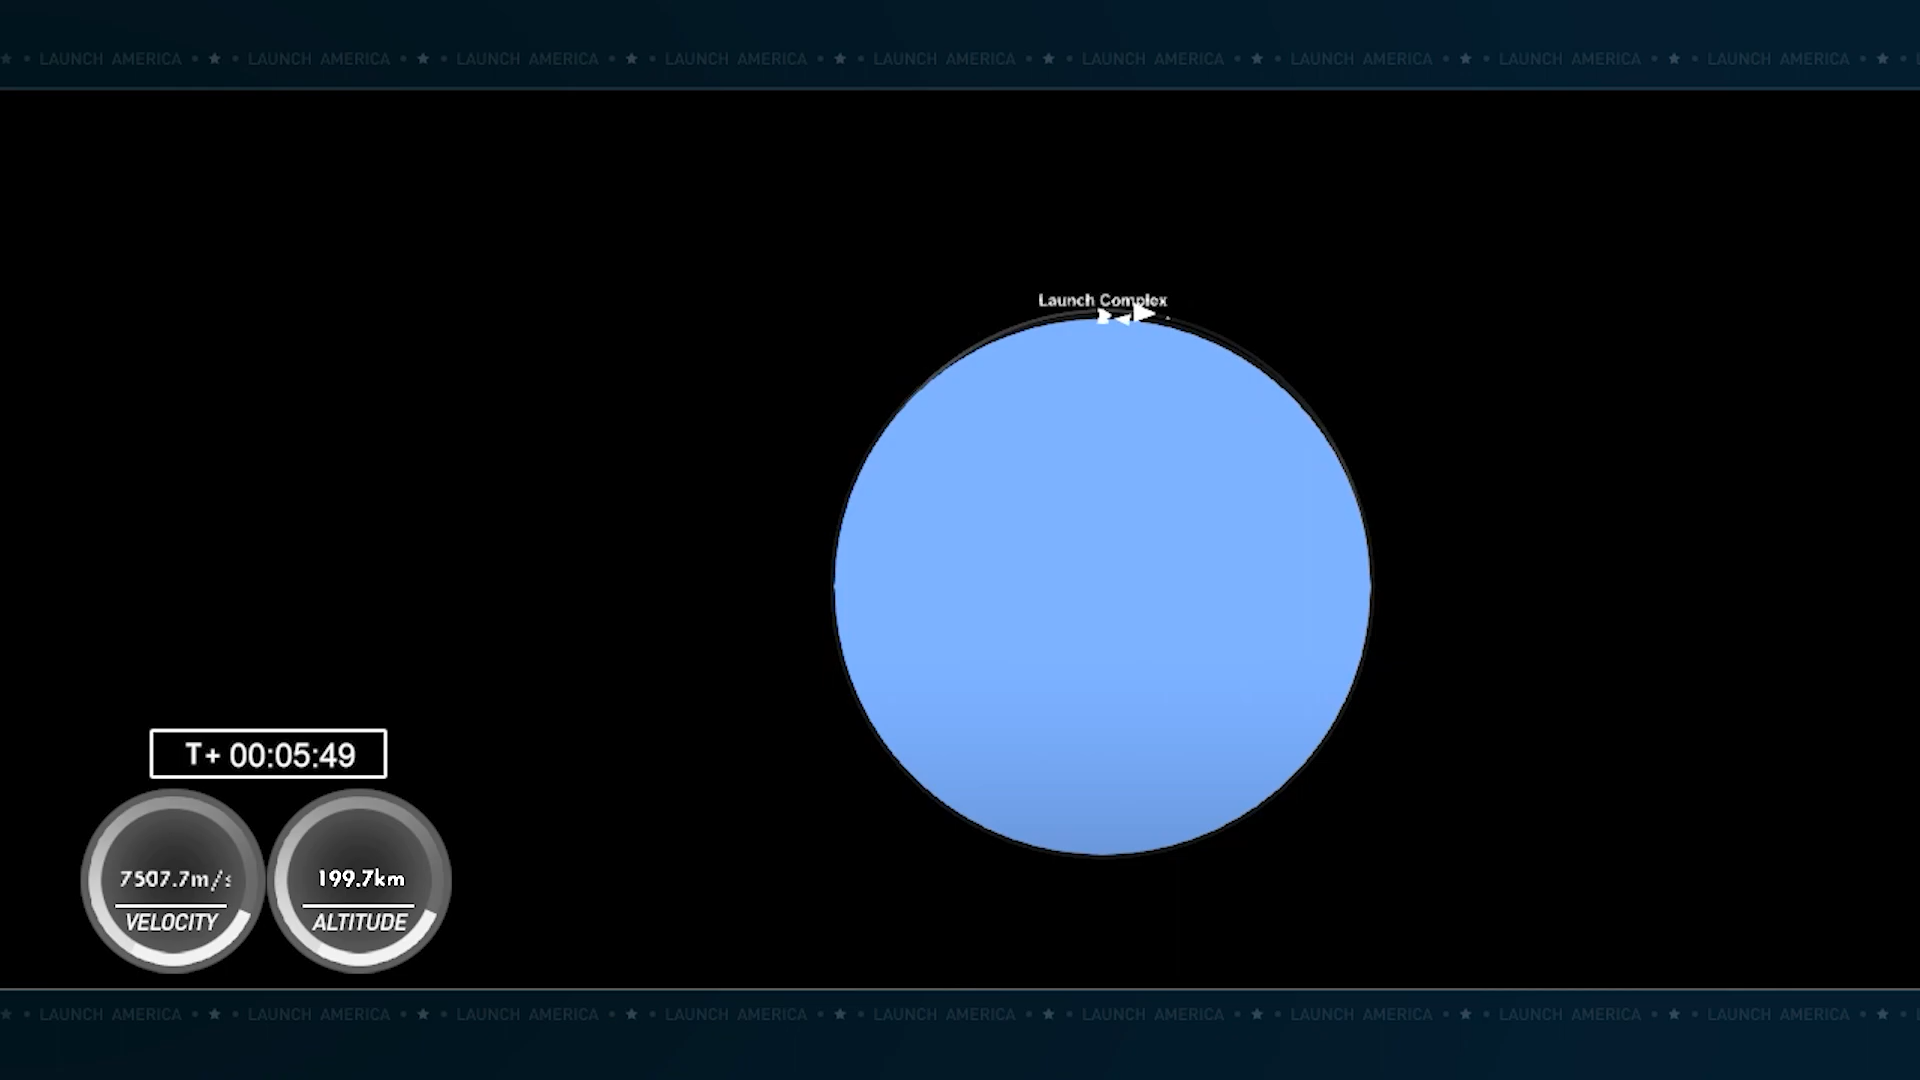 LAUNCH AMERICA • ★ • LAUNCH AMERICA • ★ • LAUNCH AMERICA • ★ • LAUNCH AMERICA • ★ • LAUNCH AMERICA • ★ • LAUNCH AMERICA • ★ • LAUNCH AMERICA • ★ • LAUNCH AMERICA • ★ • LAUNCH AMERICA
Launch Complex
T+ 00:05:49
7507.7m/s 199.7km
VELOCITY ALTITUDE
LAUNCH AMERICA • ★ • LAUNCH AMERICA • ★ • LAUNCH AMERICA • ★ • LAUNCH AMERICA • ★ • LAUNCH AMERICA • ★ • LAUNCH AMERICA • ★ • LAUNCH AMERICA • ★ • LAUNCH AMERICA • ★ • LAUNCH AMERICA